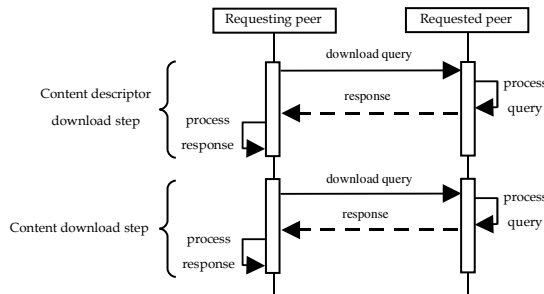 Requesting peer
Requested peer
download query
process
query
Content descriptor
download step
response
process
response
download query
process
query
Content download step
response
process
response